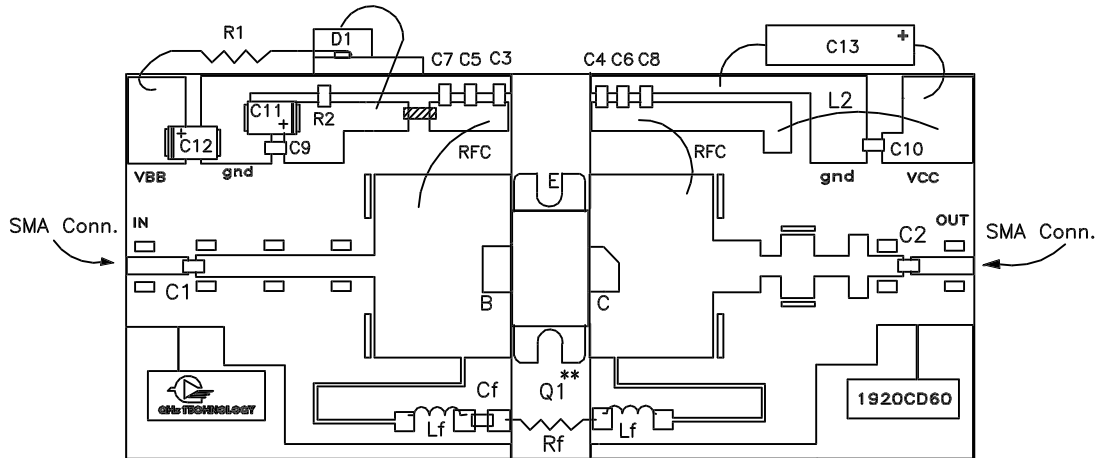 R1
D1
C7 C5 C3
C4 C6 C8
C13
+
C11
+
R2
L2
+
C12
C9
C10
VBB
gnd
RFC
RFC
gnd
VCC
E
SMA Conn.
IN
OUT
C2
SMA Conn.
C1
B
C
Cf
Q1**
GHz TECHNOLOGY
1920CD60
Lf
Rf
Lf